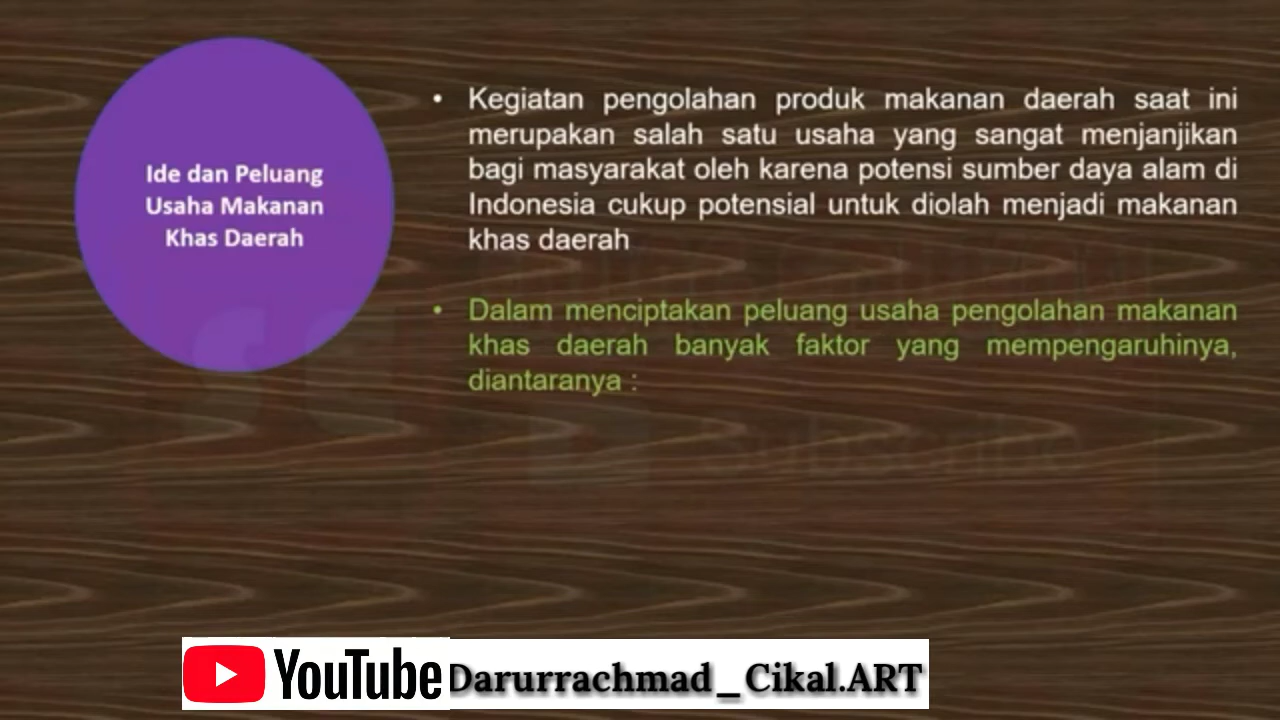 Ide dan Peluang
Usaha Makanan
Khas Daerah
• Kegiatan pengolahan produk makanan daerah saat ini
merupakan salah satu usaha yang sangat menjanjikan
bagi masyarakat oleh karena potensi sumber daya alam di
Indonesia cukup potensial untuk diolah menjadi makanan
khas daerah
• Dalam menciptakan peluang usaha pengolahan makanan
khas daerah banyak faktor yang mempengaruhinya,
diantaranya :
Subscribe
YouTube Darurrachmad_Cikal.ART